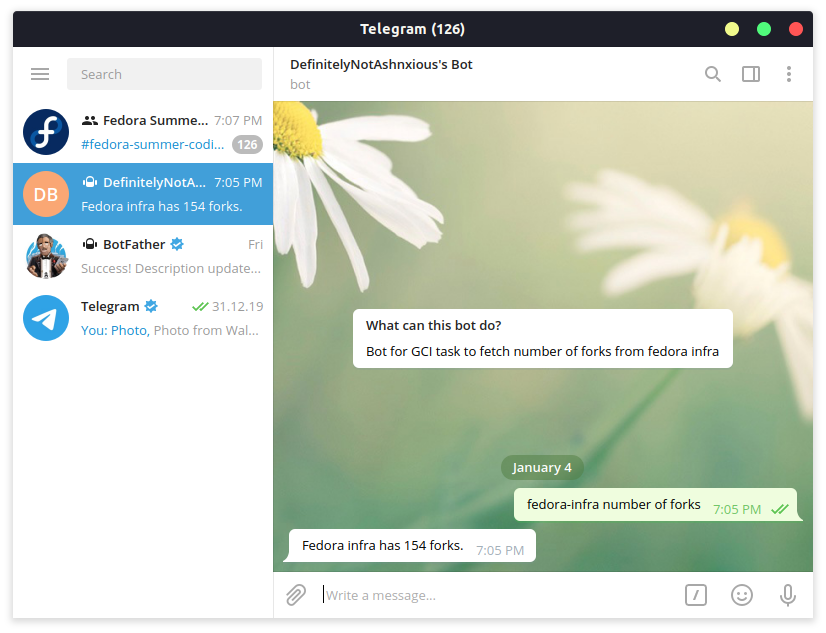 Telegram (126)
Search
Fedora Summe... 7:07 PM
#fedora-summer-codi... 126
DB
DefinitelyNotA... 7:05 PM
Fedora infra has 154 forks.
BotFather Fri
Success! Description update...
Telegram 31.12.19
You: Photo, Photo from Wal...
DefinitelyNotAshnxious's Bot
bot
What can this bot do?
Bot for GCI task to fetch number of forks from fedora infra
January 4
fedora-infra number of forks 7:05 PM
Fedora infra has 154 forks. 7:05 PM
Write a message...